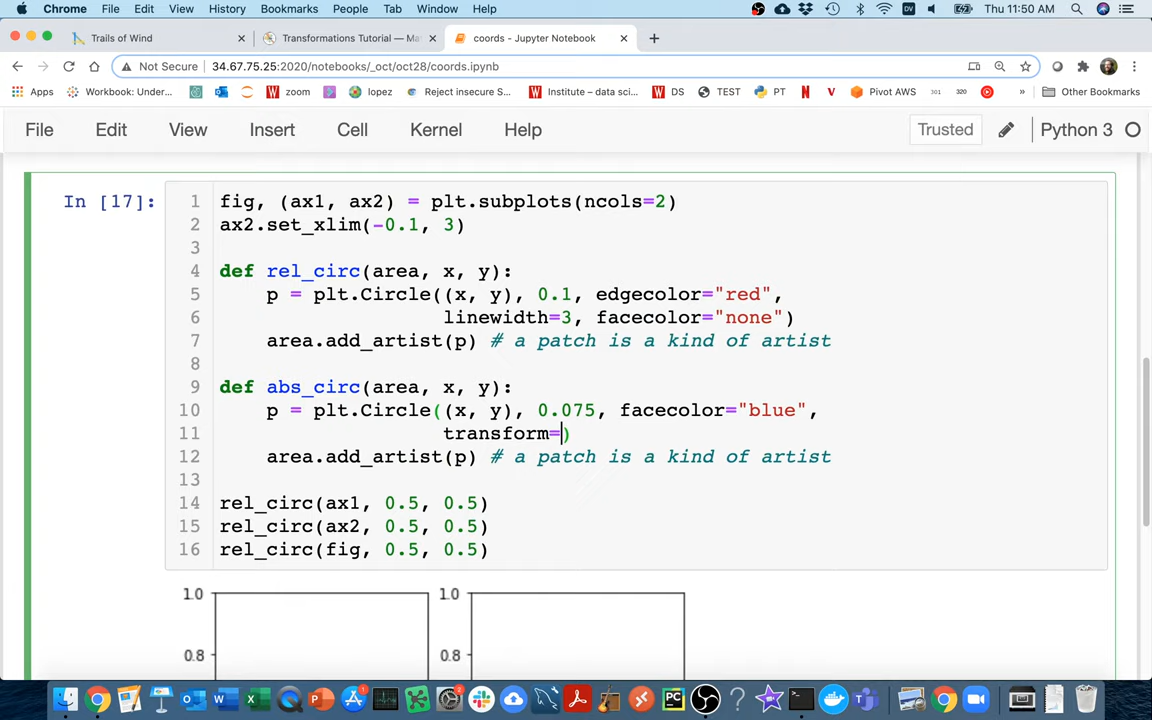 Chrome File Edit View History Bookmarks People Tab Window Help Thu 11:50 AM
Trails of Wind Transformations Tutorial — Ma coords - Jupyter Notebook
Not Secure 34.67.75.25:2020/notebooks/_oct/oct28/coords.ipynb
Apps Workbook: Under... zoom lopez Reject insecure S... Institute – data sci... DS TEST PT Pivot AWS 301 320 » Other Bookmarks
File Edit View Insert Cell Kernel Help Trusted Python 3
In [17]:
1 fig, (ax1, ax2) = plt.subplots(ncols=2)
2 ax2.set_xlim(-0.1, 3)
3
4 def rel_circ(area, x, y):
5 p = plt.Circle((x, y), 0.1, edgecolor="red",
6 linewidth=3, facecolor="none")
7 area.add_artist(p) # a patch is a kind of artist
8
9 def abs_circ(area, x, y):
10 p = plt.Circle((x, y), 0.075, facecolor="blue",
11 transform=)
12 area.add_artist(p) # a patch is a kind of artist
13
14 rel_circ(ax1, 0.5, 0.5)
15 rel_circ(ax2, 0.5, 0.5)
16 rel_circ(fig, 0.5, 0.5)
1.0 1.0
0.8 0.8